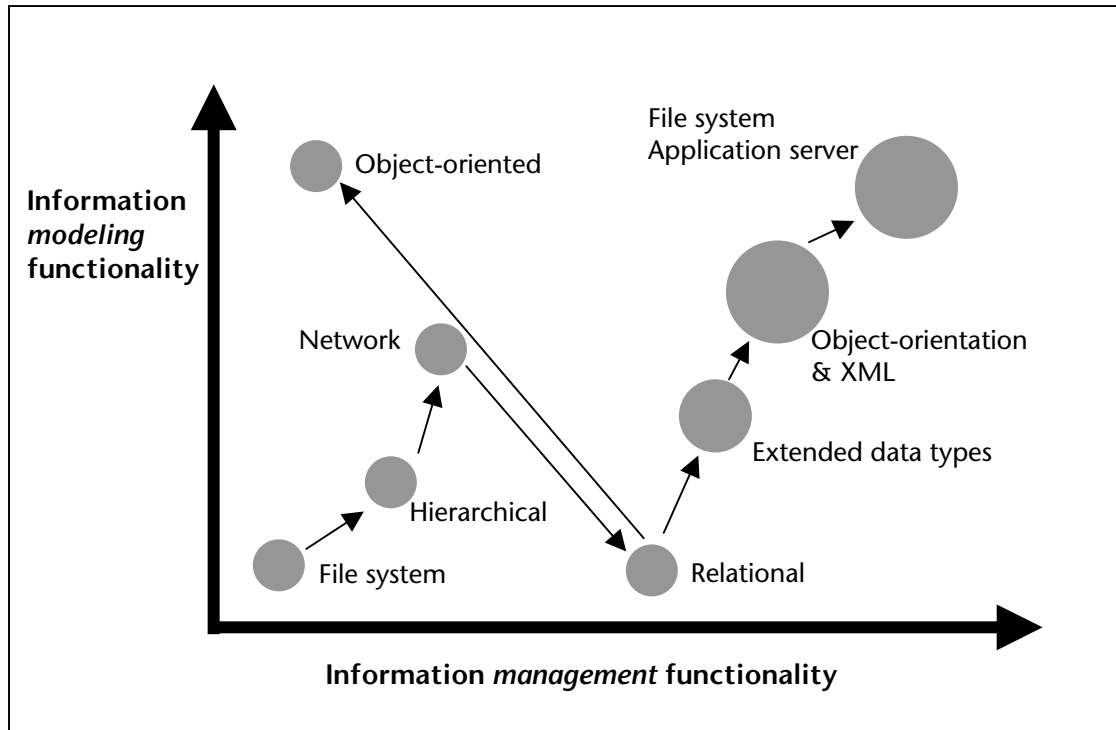 File system
Application server
Object-oriented
Information
modeling
functionality
Network
Object-orientation
& XML
Extended data types
Hierarchical
File system
Relational
Information management functionality